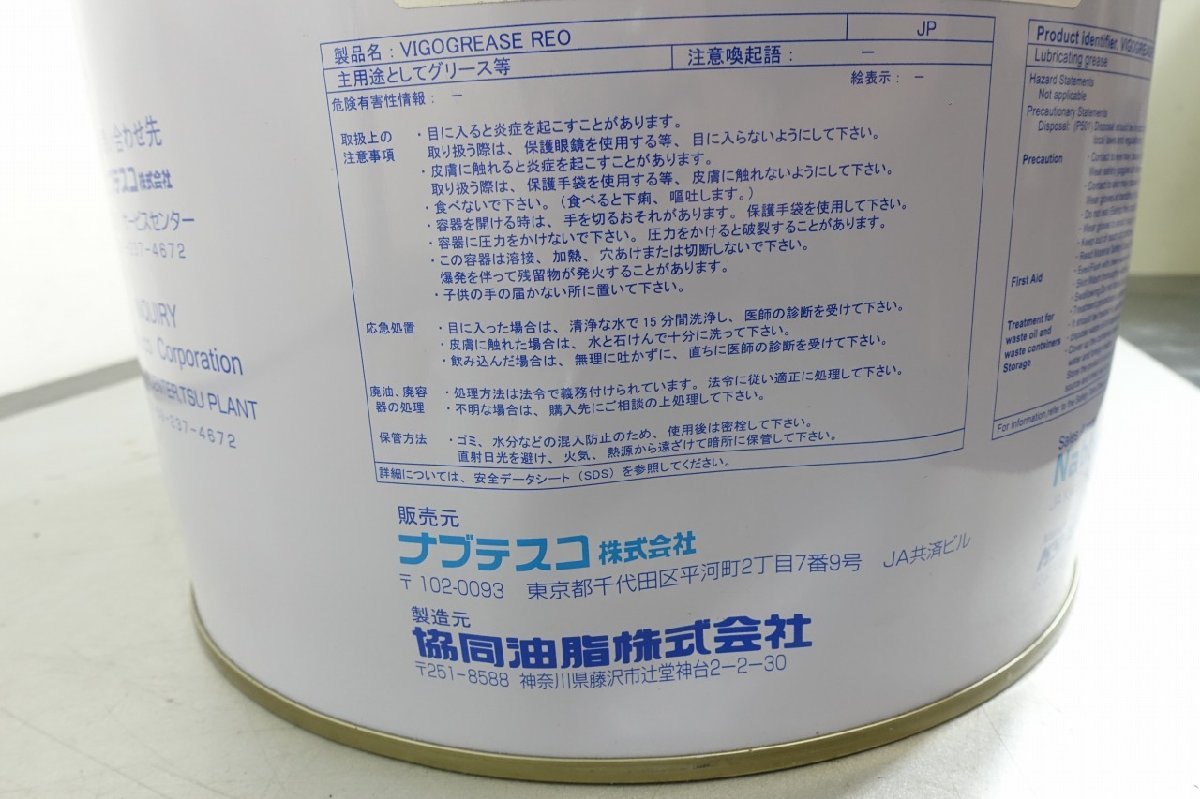 合わせ先
テスコ株式会社
ービスセンター
-237-4672
QUIRY
Corporation
ENTER,TSU PLANT
-237-4672
製品名：VIGOGREASE REO
JP
主用途としてグリース等
注意喚起語： －
絵表示： －
危険有害性情報： －
取扱上の
注意事項
・目に入ると炎症を起こすことがあります。
取り扱う際は、保護眼鏡を使用する等、目に入らないようにして下さい。
・皮膚に触れると炎症を起こすことがあります。
取り扱う際は、保護手袋を使用する等、皮膚に触れないようにして下さい。
・食べないで下さい。（食べると下痢、嘔吐します。）
・容器を開ける時は、手を切るおそれがあります。保護手袋を使用して下さい。
・容器に圧力をかけないで下さい。圧力をかけると破裂することがあります。
・この容器は溶接、加熱、穴あけまたは切断しないで下さい。
爆発を伴って残留物が発火することがあります。
・子供の手の届かない所に置いて下さい。
応急処置
・目に入った場合は、清浄な水で15分間洗浄し、医師の診断を受けて下さい。
・皮膚に触れた場合は、水と石けんで十分に洗って下さい。
・飲み込んだ場合は、無理に吐かずに、直ちに医師の診断を受けて下さい。
廃油、廃容
器の処理
・処理方法は法令で義務付けられています。法令に従い適正に処理して下さい。
・不明な場合は、購入先にご相談の上処理して下さい。
保管方法
・ゴミ、水分などの混入防止のため、使用後は密栓して下さい。
直射日光を避け、火気、熱源から遠ざけて暗所に保管して下さい。
詳細については、安全データシート（SDS）を参照してください。
販売元
ナブテスコ株式会社
〒102-0093 東京都千代田区平河町2丁目7番9号 JA共済ビル
製造元
協同油脂株式会社
〒251-8588 神奈川県藤沢市辻堂神台2-2-30
Product identifier: VIGOGREASE
Lubricating grease
Hazard Statements
Not applicable
Precautionary Statements
Disposal: (P501)
Precaution
First Aid
Treatment for
waste oil and
waste containers
Storage
For information, refer to the Safety